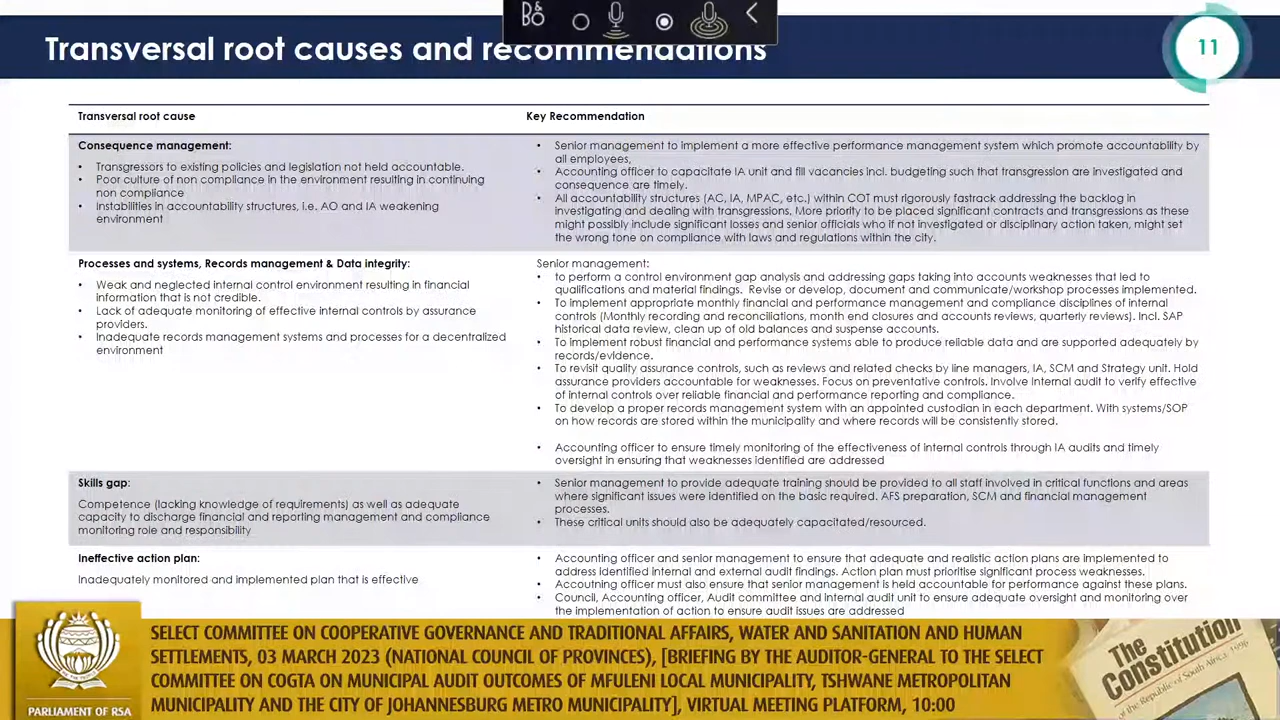 B&O
Transversal root causes and recommendations
11
Transversal root cause
Key Recommendation
Consequence management:
• Transgressors to existing policies and legislation not held accountable.
• Poor culture of non compliance in the environment resulting in continuing
non compliance
• Instabilities in accountability structures, i.e. AO and IA weakening
environment
• Senior management to implement a more effective performance management system which promote accountability by
all employees,
• Accounting officer to capacitate IA unit and fill vacancies incl. budgeting such that transgression are investigated and
consequence are timely.
• All accountability structures (AC, IA, MPAC, etc.) within COT must rigorously fastrack addressing the backlog in
investigating and dealing with transgressions. More priority to be placed significant contracts and transgressions as these
might possibly include significant losses and senior officials who if not investigated or disciplinary action taken, might set
the wrong tone on compliance with laws and regulations within the city.
Processes and systems, Records management & Data integrity:
• Weak and neglected internal control environment resulting in financial
information that is not credible.
• Lack of adequate monitoring of effective internal controls by assurance
providers.
• Inadequate records management systems and processes for a decentralized
environment
Senior management:
• to perform a control environment gap analysis and addressing gaps taking into accounts weaknesses that led to
qualifications and material findings. Revise or develop, document and communicate/workshop processes implemented.
• To implement appropriate monthly financial and performance management and compliance disciplines of internal
controls (Monthly recording and reconciliations, month end closures and accounts reviews, quarterly reviews). Incl. SAP
historical data review, clean up of old balances and suspense accounts.
• To implement robust financial and performance systems able to produce reliable data and are supported adequately by
records/evidence.
• To revisit quality assurance controls, such as reviews and related checks by line managers, IA, SCM and Strategy unit. Hold
assurance providers accountable for weaknesses. Focus on preventative controls. Involve Internal audit to verify effective
of internal controls over reliable financial and performance reporting and compliance.
• To develop a proper records management system with an appointed custodian in each department. With systems/SOP
on how records are stored within the municipality and where records will be consistently stored.
• Accounting officer to ensure timely monitoring of the effectiveness of internal controls through IA audits and timely
oversight in ensuring that weaknesses identified are addressed
Skills gap:
Competence (lacking knowledge of requirements) as well as adequate
capacity to discharge financial and reporting management and compliance
monitoring role and responsibility
• Senior management to provide adequate training should be provided to all staff involved in critical functions and areas
where significant issues were identified on the basic required. AFS preparation, SCM and financial management
processes.
• These critical units should also be adequately capacitated/resourced.
Ineffective action plan:
Inadequately monitored and implemented plan that is effective
• Accounting officer and senior management to ensure that adequate and realistic action plans are implemented to
address identified internal and external audit findings. Action plan must prioritise significant process weaknesses.
• Accoutning officer must also ensure that senior management is held accountable for performance against these plans.
• Council, Accounting officer, Audit committee and internal audit unit to ensure adequate oversight and monitoring over
the implementation of action to ensure audit issues are addressed
SELECT COMMITTEE ON COOPERATIVE GOVERNANCE AND TRADITIONAL AFFAIRS, WATER AND SANITATION AND HUMAN
SETTLEMENTS, 03 MARCH 2023 (NATIONAL COUNCIL OF PROVINCES), [BRIEFING BY THE AUDITOR-GENERAL TO THE SELECT
COMMITTEE ON COGTA ON MUNICIPAL AUDIT OUTCOMES OF MFULENI LOCAL MUNICIPALITY, TSHWANE METROPOLITAN
MUNICIPALITY AND THE CITY OF JOHANNESBURG METRO MUNICIPALITY], VIRTUAL MEETING PLATFORM, 10:00
PARLIAMENT OF RSA
The
Constitution
of the Republic of South Africa, 1996